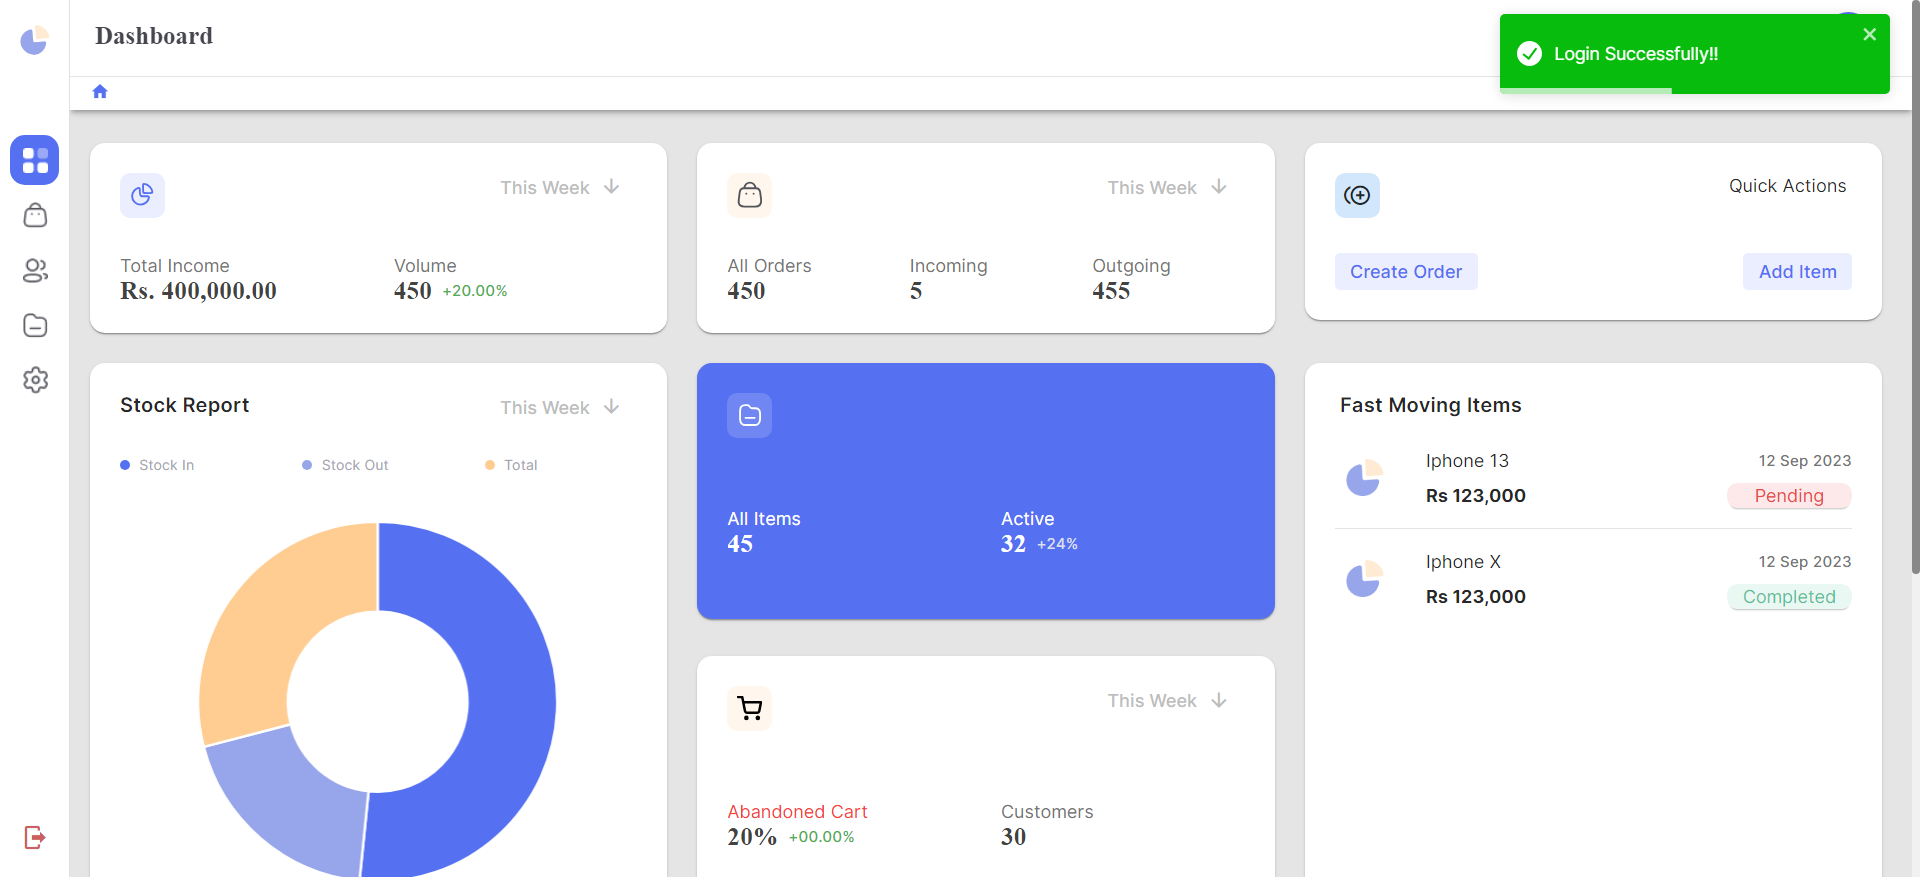 Dashboard
Login Successfully!!
This Week
Total Income
Rs. 400,000.00
Volume
450 +20.00%
This Week
All Orders
450
Incoming
5
Outgoing
455
Quick Actions
Create Order
Add Item
Stock Report
This Week
Stock In
Stock Out
Total
All Items
45
Active
32 +24%
This Week
Abandoned Cart
20% +00.00%
Customers
30
Fast Moving Items
Iphone 13
12 Sep 2023
Rs 123,000
Pending
Iphone X
12 Sep 2023
Rs 123,000
Completed